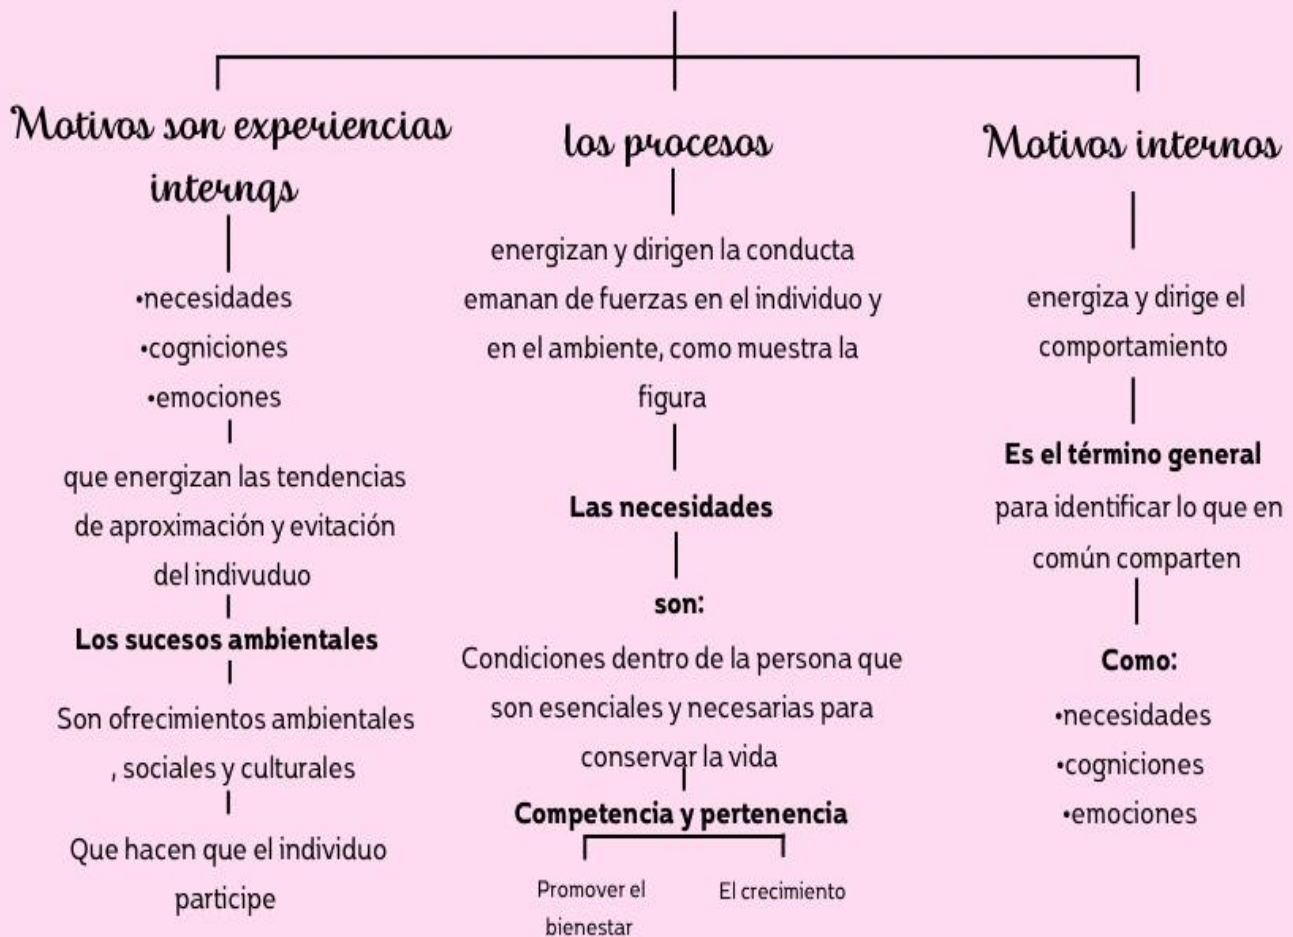 Motivos son experiencias
internqs
•necesidades
•cogniciones
•emociones
que energizan las tendencias
de aproximación y evitación
del indivuduo
Los sucesos ambientales
Son ofrecimientos ambientales
, sociales y culturales
Que hacen que el individuo
participe
los procesos
energizan y dirigen la conducta
emanan de fuerzas en el individuo y
en el ambiente, como muestra la
figura
Las necesidades
son:
Condiciones dentro de la persona que
son esenciales y necesarias para
conservar la vida
Competencia y pertenencia
Promover el
bienestar
El crecimiento
Motivos internos
energiza y dirige el
comportamiento
Es el término general
para identificar lo que en
común comparten
Como:
•necesidades
•cogniciones
•emociones